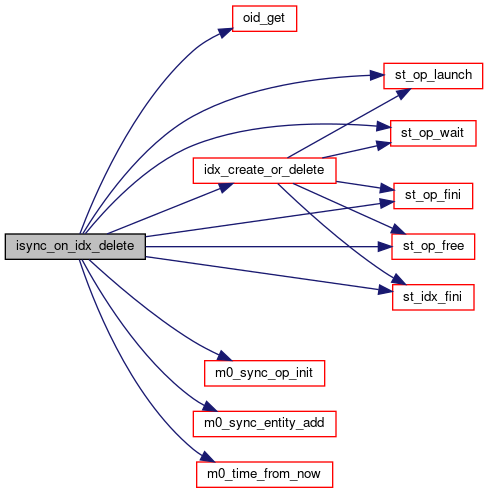 oid_get
st_op_launch
st_op_wait
idx_create_or_delete
st_op_fini
isync_on_idx_delete
st_op_free
st_idx_fini
m0_sync_op_init
m0_sync_entity_add
m0_time_from_now